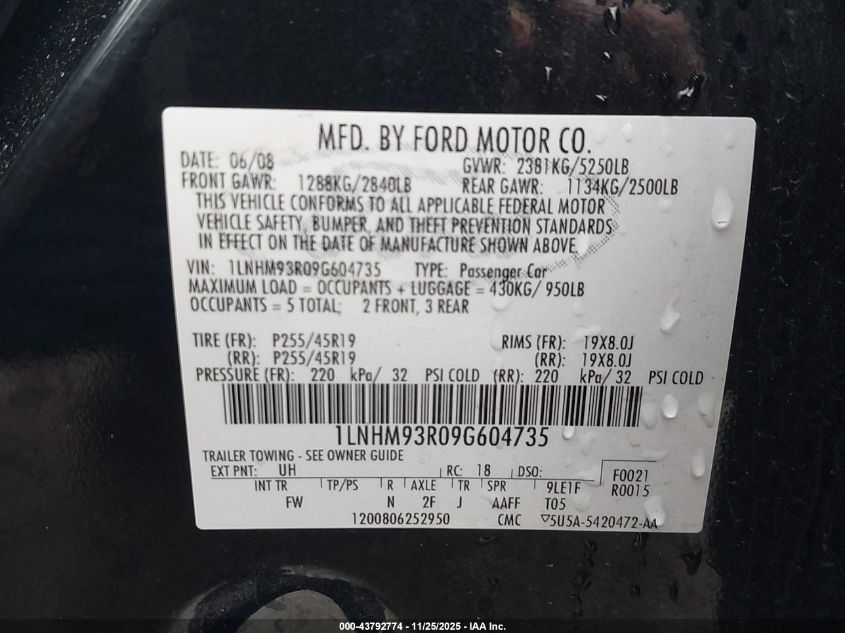 MFD. BY FORD MOTOR CO.
DATE: 06/08 GVWR: 2381KG/5250LB
FRONT GAWR: 1288KG/2840LB REAR GAWR: 1134KG/2500LB
THIS VEHICLE CONFORMS TO ALL APPLICABLE FEDERAL MOTOR
VEHICLE SAFETY, BUMPER, AND THEFT PREVENTION STANDARDS
IN EFFECT ON THE DATE OF MANUFACTURE SHOWN ABOVE.
VIN: 1LNHM93R09G604735 TYPE: Passenger Car
MAXIMUM LOAD = OCCUPANTS + LUGGAGE = 430KG/ 950LB
OCCUPANTS = 5 TOTAL; 2 FRONT, 3 REAR
TIRE (FR): P255/45R19 RIMS (FR): 19X8.0J
(RR): P255/45R19 (RR): 19X8.0J
PRESSURE (FR): 220 kPa/ 32 PSI COLD (RR): 220 kPa/ 32 PSI COLD
1LNHM93R09G604735
TRAILER TOWING - SEE OWNER GUIDE
EXT PNT: UH RC: 18 DSO: F0021
INT TR TP/PS R AXLE TR SPR 9LE1F R0015
FW N 2F J AAFF T05
1200806252950 CMC ▽5U5A-5420472-AA
000-43792774 - 11/25/2025 - IAA Inc.